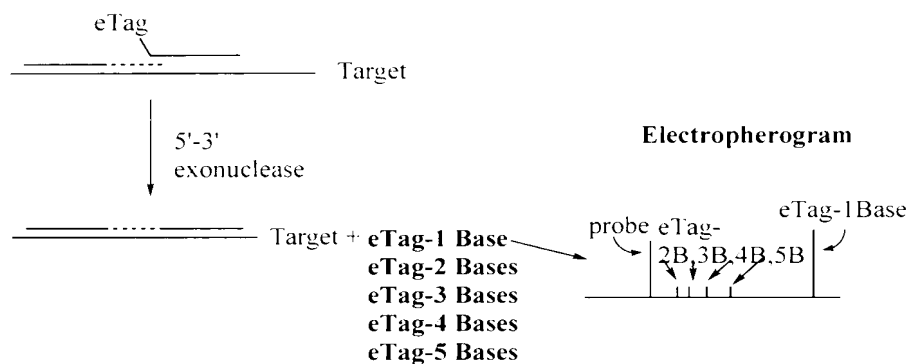 eTag
Target
5'-3'
exonuclease
Target + eTag-1 Base
eTag-2 Bases
eTag-3 Bases
eTag-4 Bases
eTag-5 Bases
Electropherogram
probe eTag-
2B,3B,4B,5B
eTag-1Base